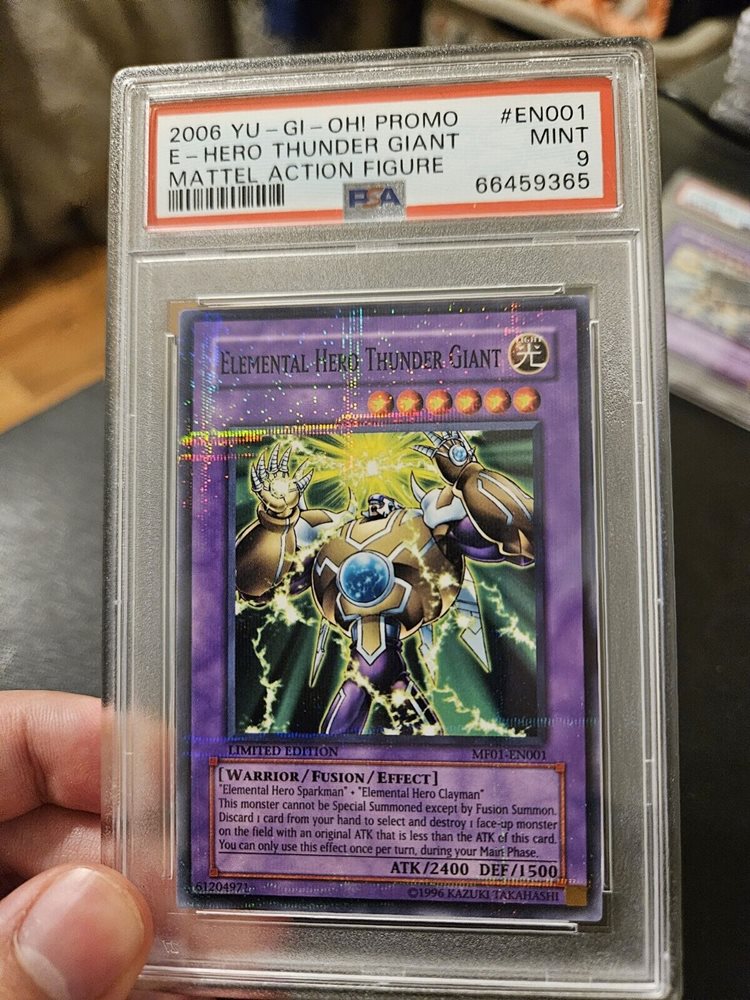 2006 YU-GI-OH! PROMO #EN001
E-HERO THUNDER GIANT MINT
MATTEL ACTION FIGURE 9
PSA 66459365
ELEMENTAL HERO THUNDER GIANT
LIGHT
光
LIMITED EDITION MF01-EN001
[WARRIOR/FUSION/EFFECT]
"Elemental Hero Sparkman" + "Elemental Hero Clayman"
This monster cannot be Special Summoned except by Fusion Summon.
Discard 1 card from your hand to select and destroy 1 face-up monster
on the field with an original ATK that is less than the ATK of this card.
You can only use this effect once per turn, during your Main Phase.
ATK/2400 DEF/1500
61204971 ©1996 KAZUKI TAKAHASHI